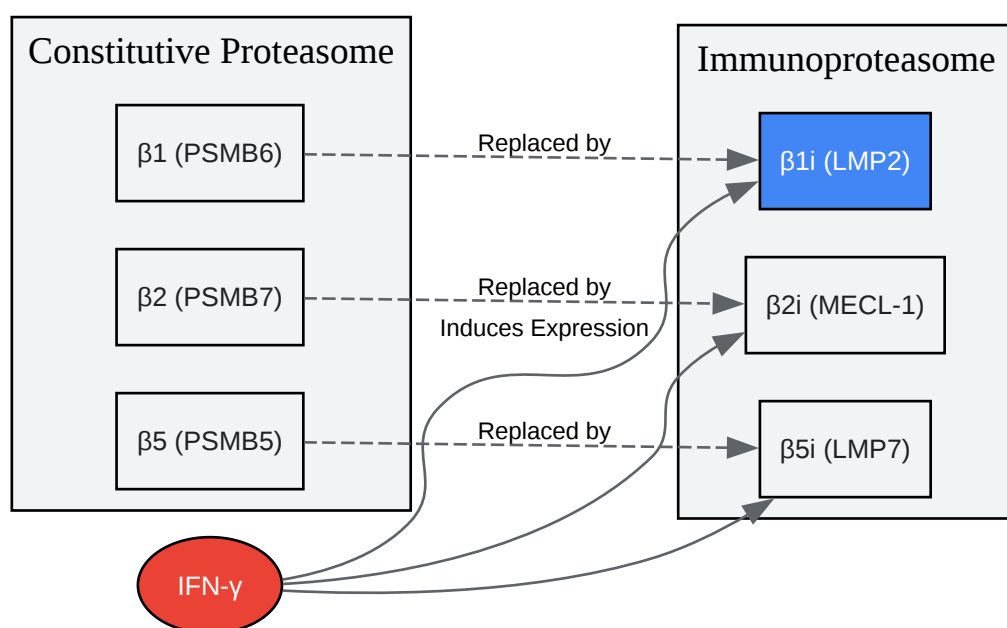 Constitutive Proteasome
Immunoproteasome
β1 (PSMB6)
Replaced by
β1i (LMP2)
β2 (PSMB7)
Replaced by
β2i (MECL-1)
Induces Expression
β5 (PSMB5)
Replaced by
β5i (LMP7)
IFN-γ